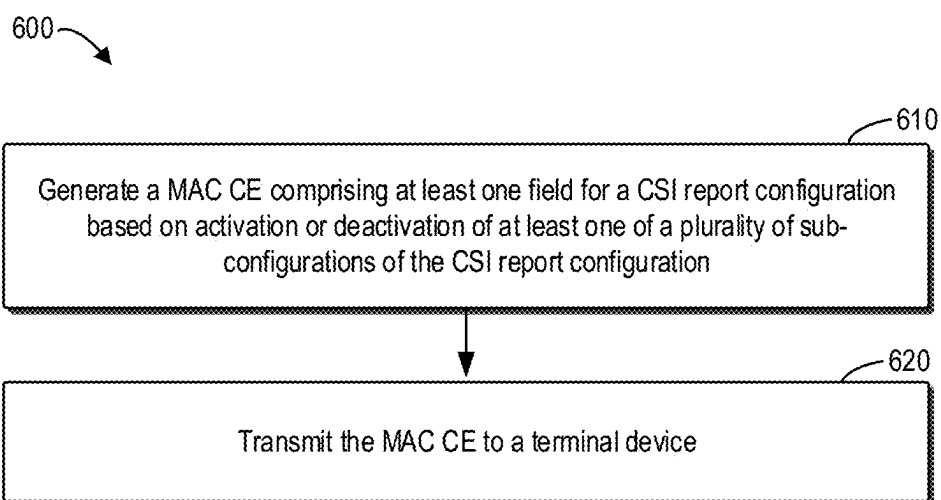 600
610
Generate a MAC CE comprising at least one field for a CSI report configuration
based on activation or deactivation of at least one of a plurality of sub-
configurations of the CSI report configuration
620
Transmit the MAC CE to a terminal device